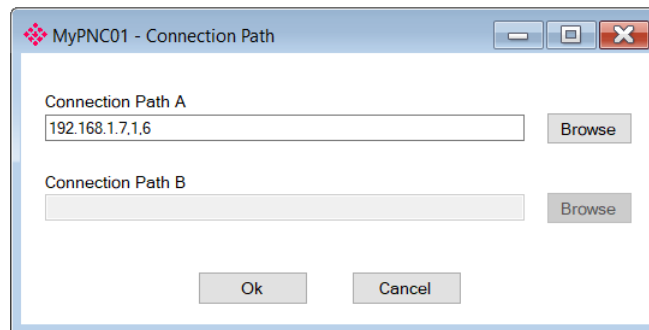 MyPNC01 - Connection Path
Connection Path A
192.168.1.7,1,6
Browse
Connection Path B
Browse
Ok Cancel